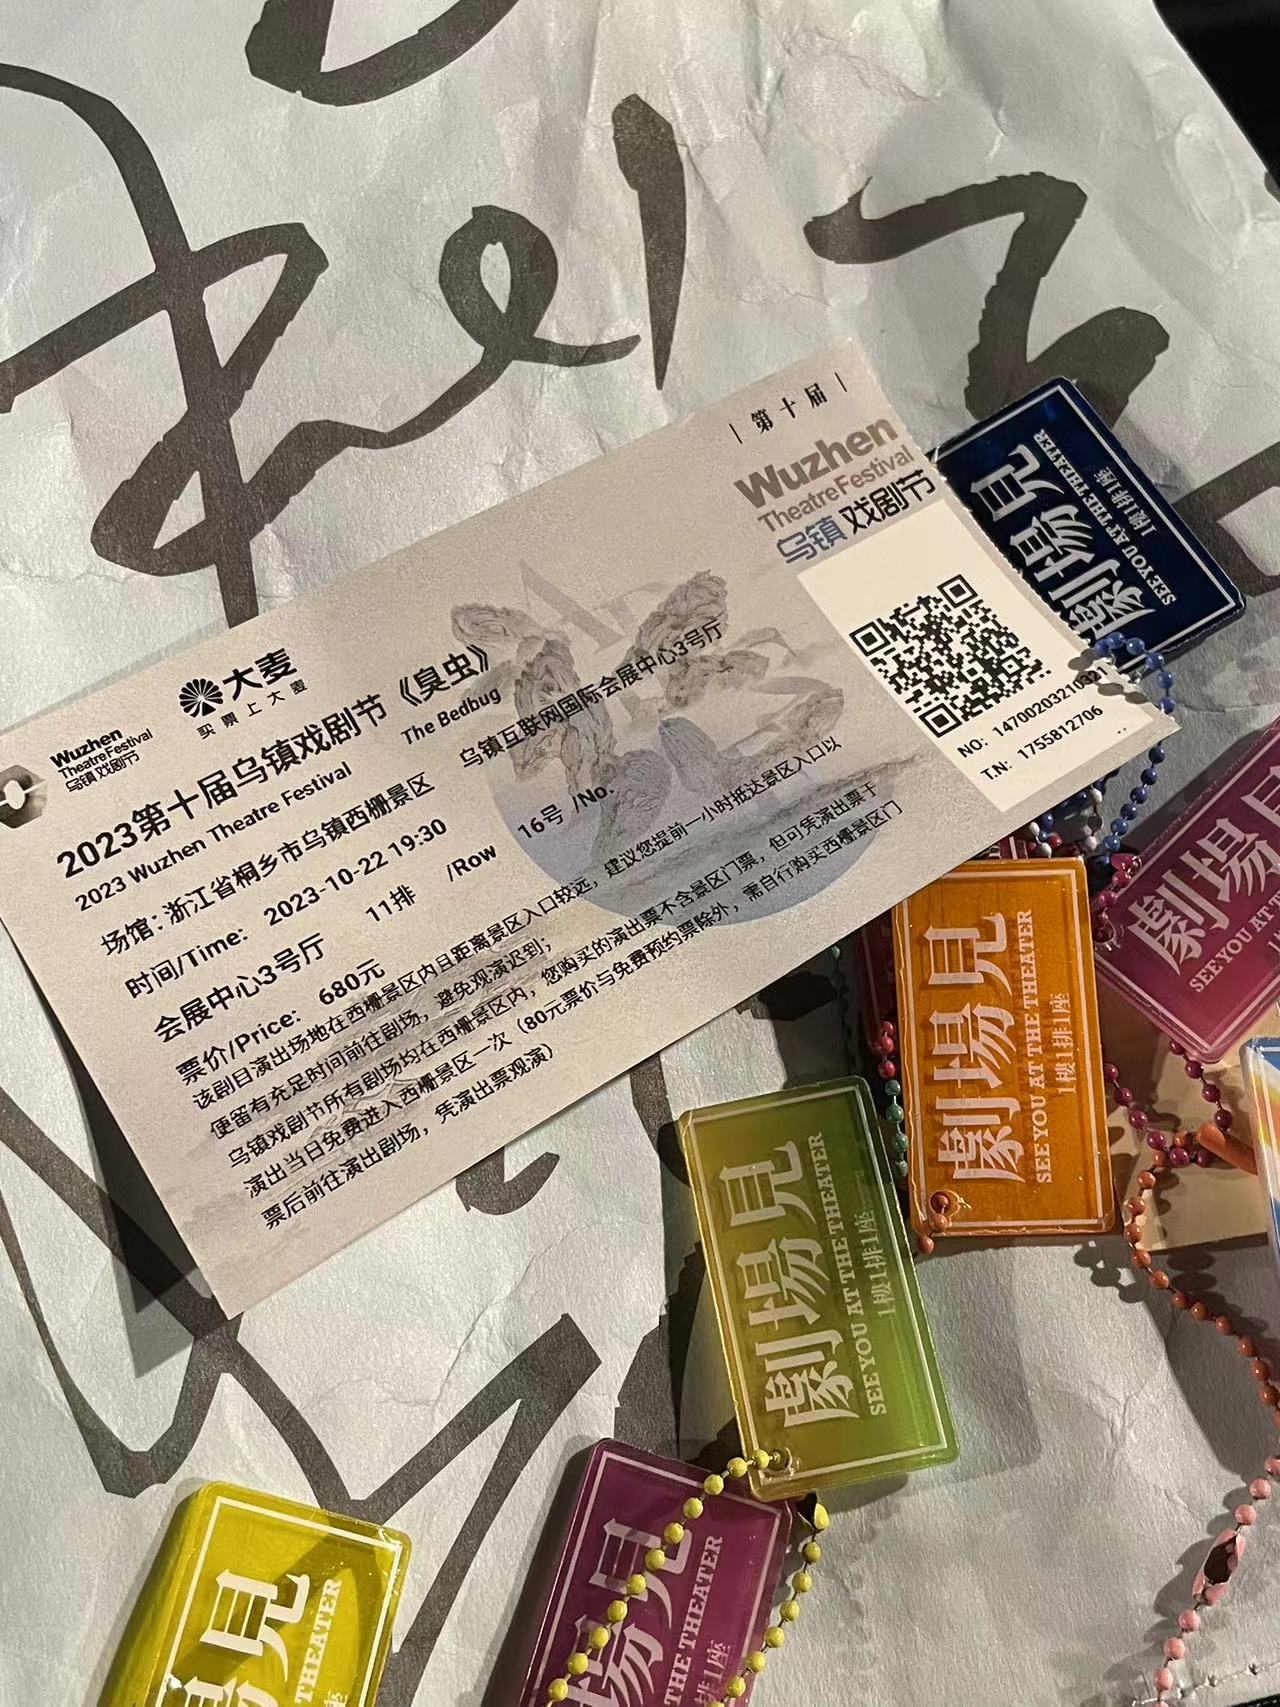 | 第十届 |
Wuzhen
Theatre Festival
乌镇戏剧节
Wuzhen
Theatre Festival
乌镇戏剧节
大麦
买票上大麦
2023第十届乌镇戏剧节《臭虫》
2023 Wuzhen Theatre Festival
The Bedbug
场馆：浙江省桐乡市乌镇西栅景区
乌镇互联网国际会展中心3号厅
时间/Time: 2023-10-22 19:30
会展中心3号厅 11排 /Row 16号 /No.
票价/Price: 680元
该剧目演出场地在西栅景区内且距离景区入口较远，建议您提前一小时抵达景区入口以
便留有充足时间前往剧场，避免观演迟到；
乌镇戏剧节所有剧场均在西栅景区内，您购买的演出票不含景区门票，但可凭演出票于
演出当日免费进入西栅景区一次（80元票价与免费预约票除外，需自行购买西栅景区门
票后前往演出剧场，凭演出票观演）
NO: 1470020321032
T.N: 1755812706
劇場見
SEE YOU AT THE THEATER
1樓1排1座
劇場見
SEE YOU AT
劇場見
SEE YOU AT THE THEATER
1樓1排1座
劇場見
SEE YOU AT THE THEATER
1樓1排1座
場見
THE THEATER
1排1座
場見
THEATER